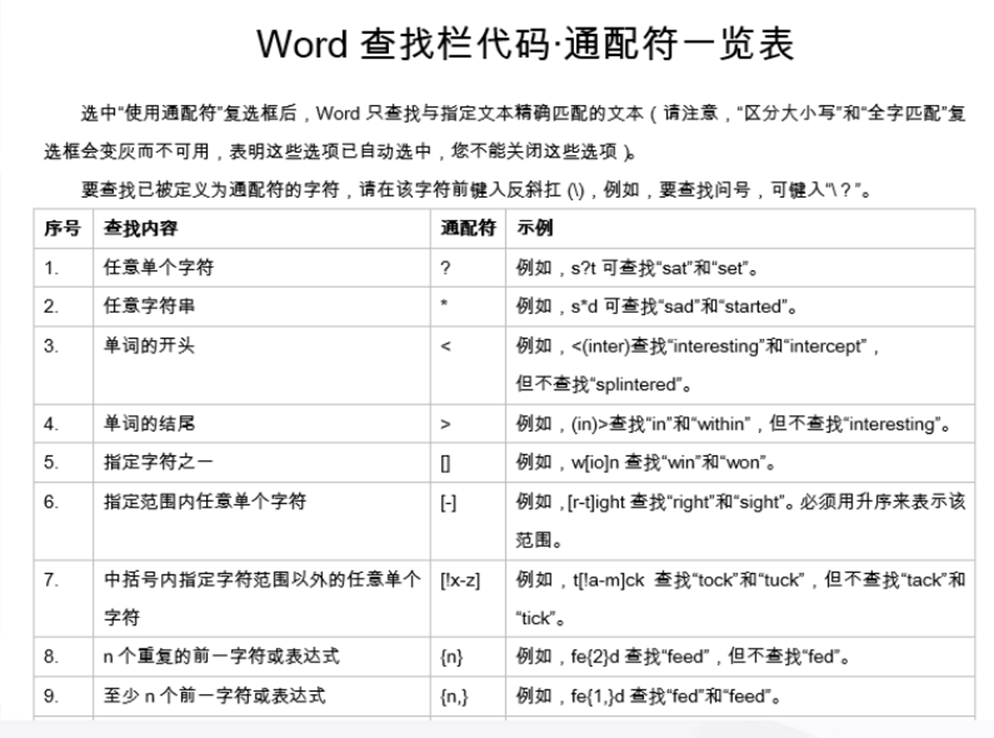 Word 查找栏代码·通配符一览表
选中“使用通配符”复选框后，Word 只查找与指定文本精确匹配的文本（请注意，“区分大小写”和“全字匹配”复
选框会变灰而不可用，表明这些选项已自动选中，您不能关闭这些选项）。
要查找已被定义为通配符的字符，请在该字符前键入反斜扛 (\)，例如，要查找问号，可键入“\？”。
序号 查找内容 通配符 示例
1. 任意单个字符 ? 例如，s?t 可查找“sat”和“set”。
2. 任意字符串 * 例如，s*d 可查找“sad”和“started”。
3. 单词的开头 < 例如，<(inter)查找“interesting”和“intercept”，
但不查找“splintered”。
4. 单词的结尾 > 例如，(in)>查找“in”和“within”，但不查找“interesting”。
5. 指定字符之一 [] 例如，w[io]n 查找“win”和“won”。
6. 指定范围内任意单个字符 [-] 例如，[r-t]ight 查找“right”和“sight”。必须用升序来表示该
范围。
7. 中括号内指定字符范围以外的任意单个 [!x-z] 例如，t[!a-m]ck 查找“tock”和“tuck”，但不查找“tack”和
字符 “tick”。
8. n 个重复的前一字符或表达式 {n} 例如，fe{2}d 查找“feed”，但不查找“fed”。
9. 至少 n 个前一字符或表达式 {n,} 例如，fe{1,}d 查找“fed”和“feed”。